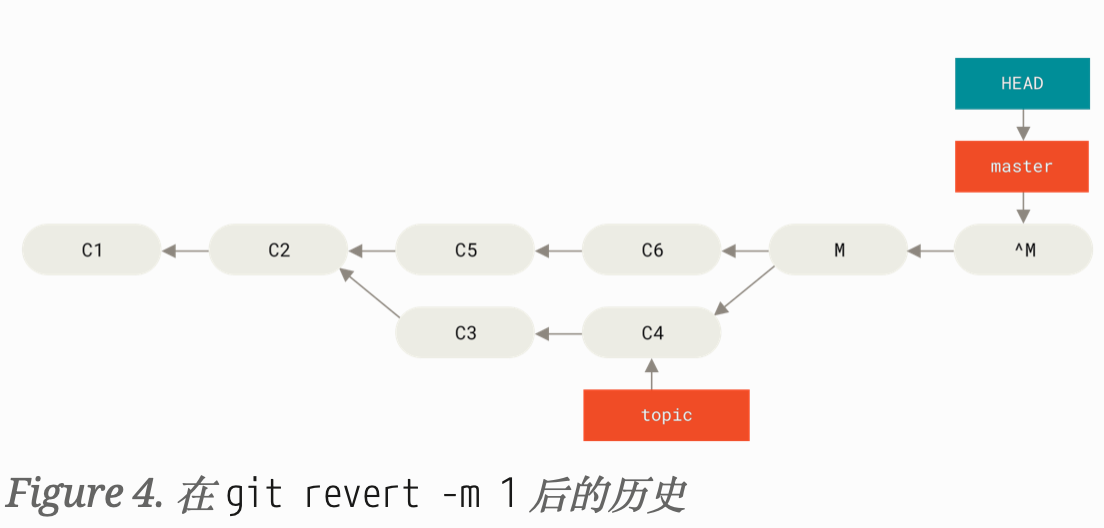 HEAD
master
C1 C2 C5 C6 M ^M
C3 C4
topic
Figure 4. 在 git revert -m 1 后的历史